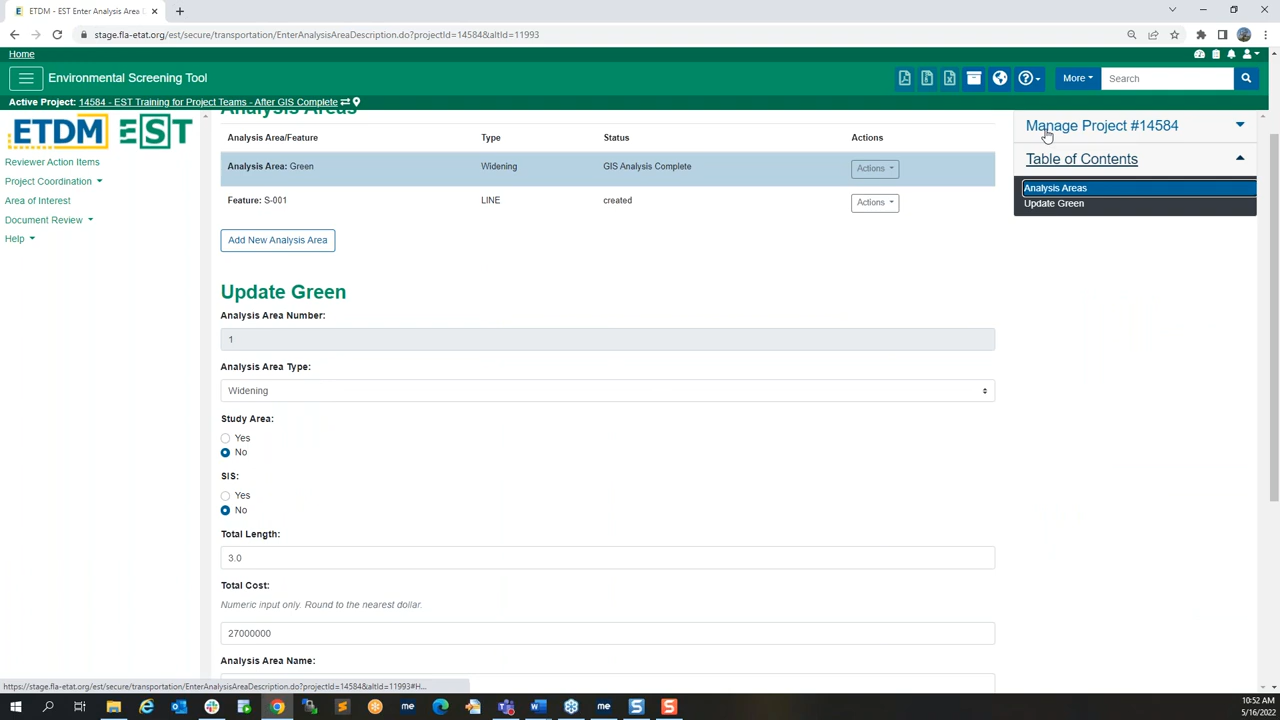 ETDM - EST Enter Analysis Area D
stage.fla-etat.org/est/secure/transportation/EnterAnalysisAreaDescription.do?projectId=14584&altId=11993
Home
Environmental Screening Tool
More
Search
Active Project: 14584 - EST Training for Project Teams - After GIS Complete
ETDM EST
Reviewer Action Items
Project Coordination
Area of Interest
Document Review
Help
Analysis Areas
Analysis Area/Feature Type Status Actions
Analysis Area: Green Widening GIS Analysis Complete Actions
Feature: S-001 LINE created Actions
Add New Analysis Area
Update Green
Analysis Area Number:
1
Analysis Area Type:
Widening
Study Area:
Yes
No
SIS:
Yes
No
Total Length:
3.0
Total Cost:
Numeric input only. Round to the nearest dollar.
27000000
Analysis Area Name:
Manage Project #14584
Table of Contents
Analysis Areas
Update Green
https://stage.fla-etat.org/est/secure/transportation/EnterAnalysisAreaDescription.do?projectId=14584&altId=11993#H...
10:52 AM
5/16/2022